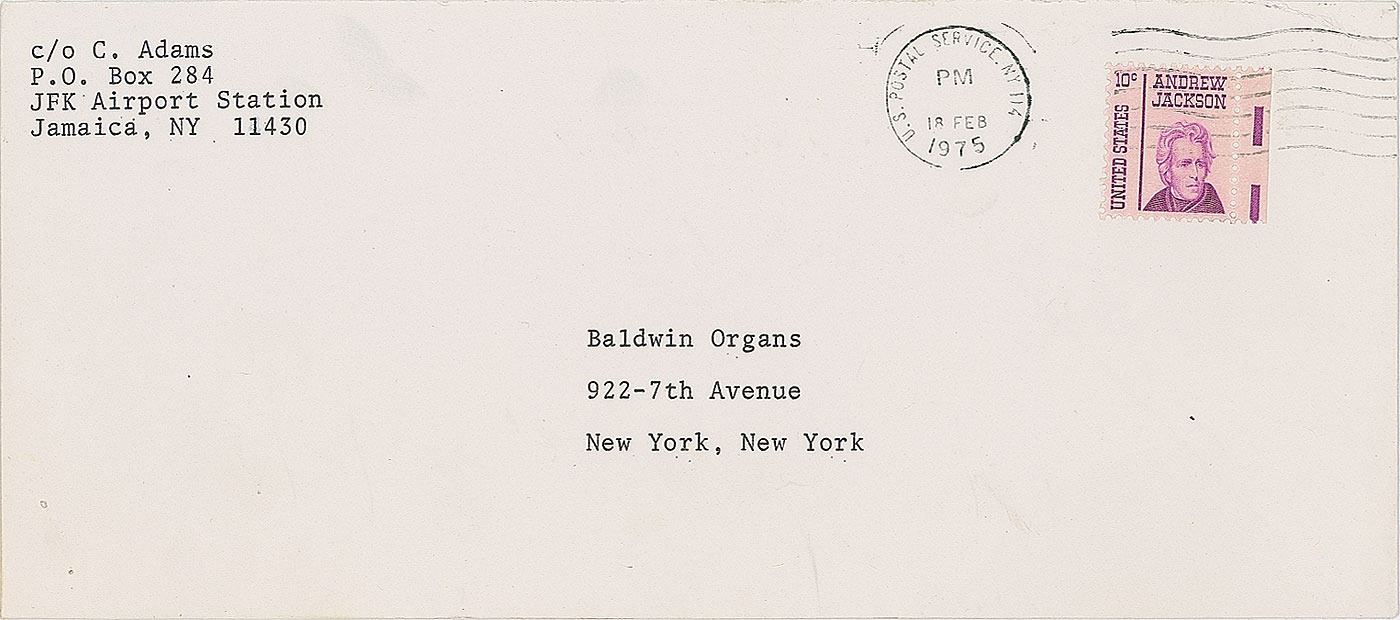 c/o C. Adams
P.O. Box 284
JFK Airport Station
Jamaica, NY  11430
U.S. POSTAL SERVICE. NY 114
PM
18 FEB
1975
10c
ANDREW
JACKSON
UNITED STATES
Baldwin Organs
922-7th Avenue
New York, New York